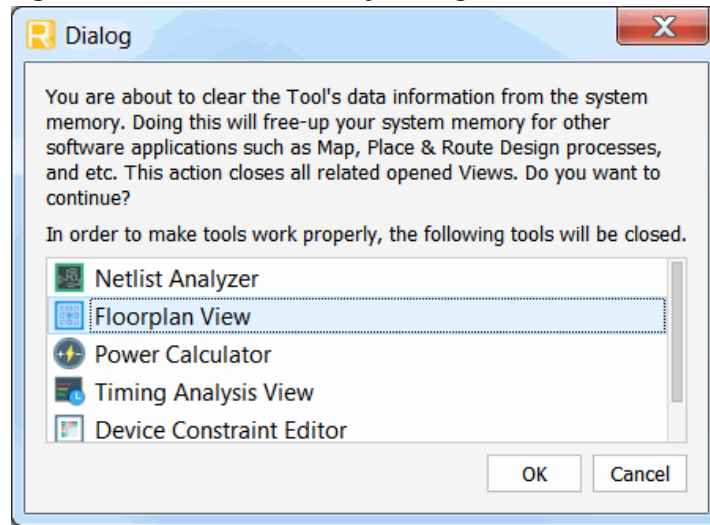 Dialog
You are about to clear the Tool's data information from the system
memory. Doing this will free-up your system memory for other
software applications such as Map, Place & Route Design processes,
and etc. This action closes all related opened Views. Do you want to
continue?
In order to make tools work properly, the following tools will be closed.
Netlist Analyzer
Floorplan View
Power Calculator
Timing Analysis View
Device Constraint Editor
OK Cancel